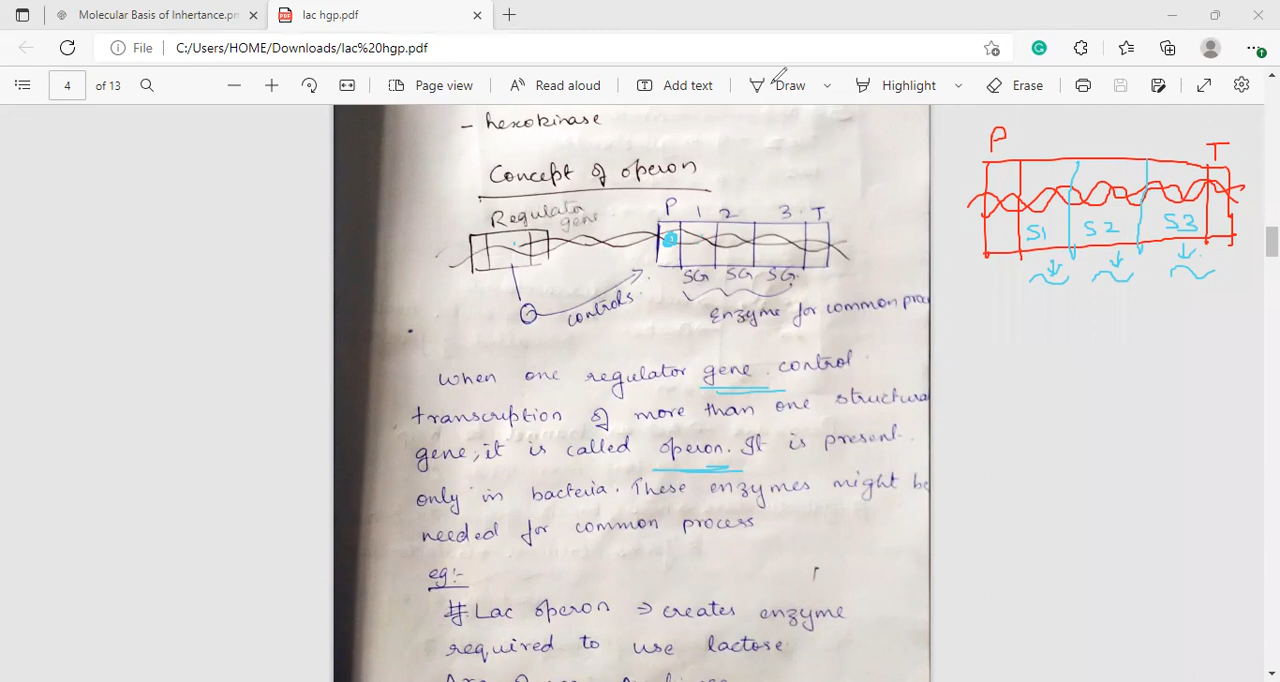 Molecular Basis of Inhertance.pn
lac hgp.pdf
File
C:/Users/HOME/Downloads/lac%20hgp.pdf
4 of 13
Page view
Read aloud
Add text
Draw
Highlight
Erase
- hexokinase
Concept of operon
Regulator gene
P 1 2 3 T
SG SG SG
controls
Enzyme for common proc
When one regulator gene control
transcription of more than one structura
gene, it is called operon. It is present
only in bacteria. These enzymes might be
needed for common process
eg:-
# Lac operon → creates enzyme
required to use lactose
P T
S1 S2 S3